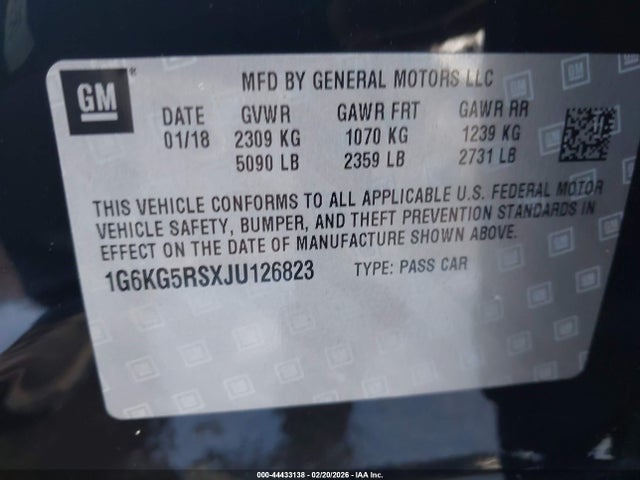 GM
MFD BY GENERAL MOTORS LLC
DATE GVWR GAWR FRT GAWR RR
01/18 2309 KG 1070 KG 1239 KG
5090 LB 2359 LB 2731 LB
THIS VEHICLE CONFORMS TO ALL APPLICABLE U.S. FEDERAL MOTOR
VEHICLE SAFETY, BUMPER, AND THEFT PREVENTION STANDARDS IN
EFFECT ON THE DATE OF MANUFACTURE SHOWN ABOVE.
1G6KG5RSXJU126823 TYPE: PASS CAR
000-44433138 - 02/20/2026 - IAA Inc.